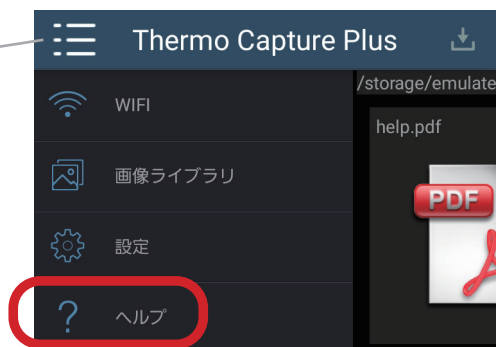 Thermo Capture Plus
/storage/emulate
WIFI
help.pdf
画像ライブラリ
PDF
設定
ヘルプ